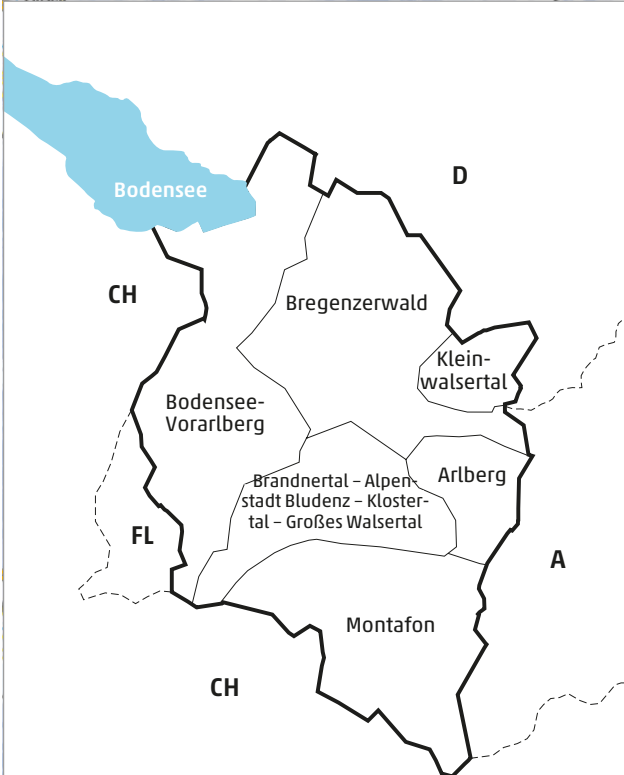 Bodensee
D
CH
Bregenzerwald
Klein-
walsertal
Bodensee-
Vorarlberg
Brandnertal – Alpen-
stadt Bludenz – Kloster-
tal – Großes Walsertal
Arlberg
FL
A
Montafon
CH